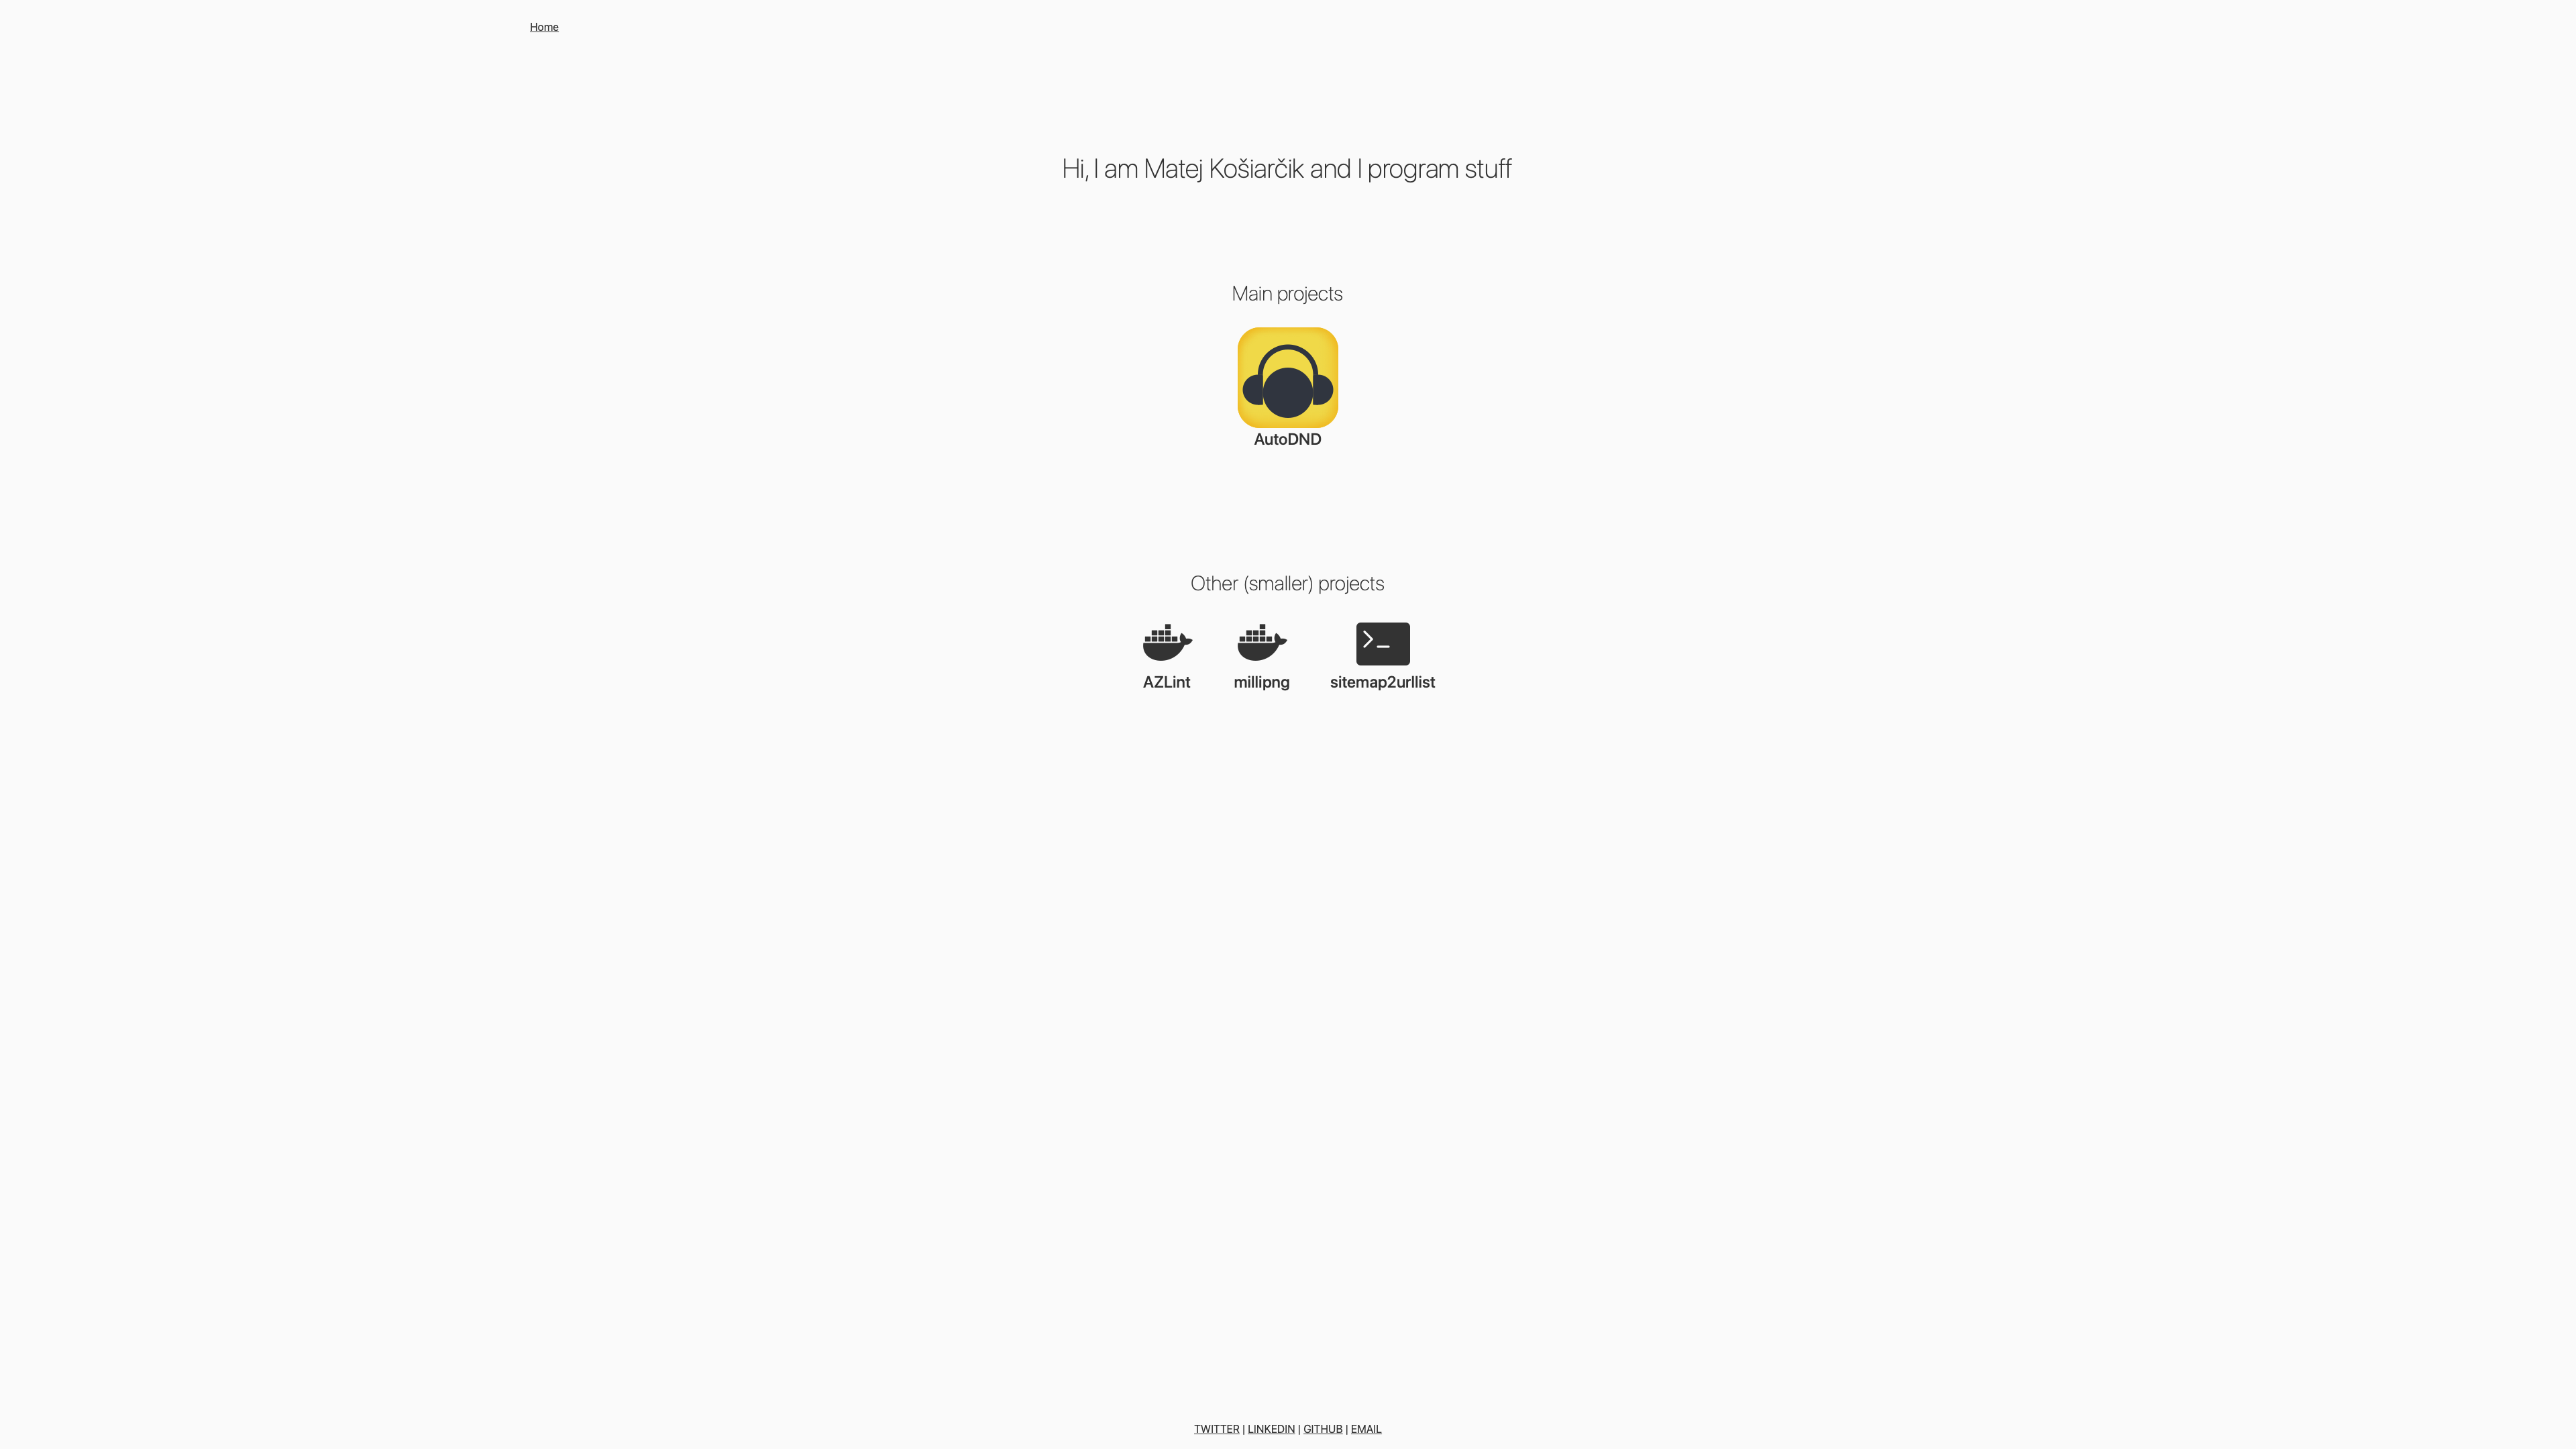 Home
Hi, I am Matej Košiarčik and I program stuff
Main projects
AutoDND
Other (smaller) projects
AZLint
millipng
sitemap2urllist
TWITTER | LINKEDIN | GITHUB | EMAIL